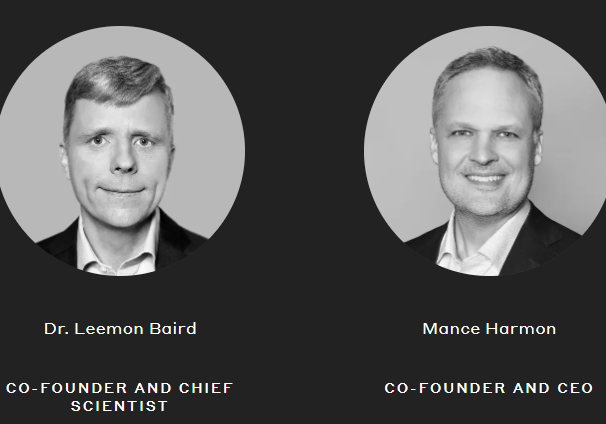 Dr. Leemon Baird
CO-FOUNDER AND CHIEF
SCIENTIST
Mance Harmon
CO-FOUNDER AND CEO